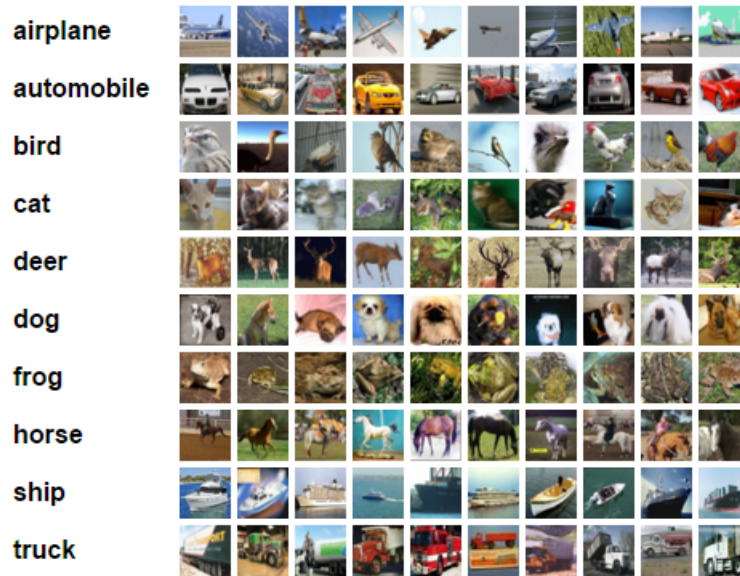 airplane
automobile
bird
cat
deer
dog
frog
horse
ship
truck